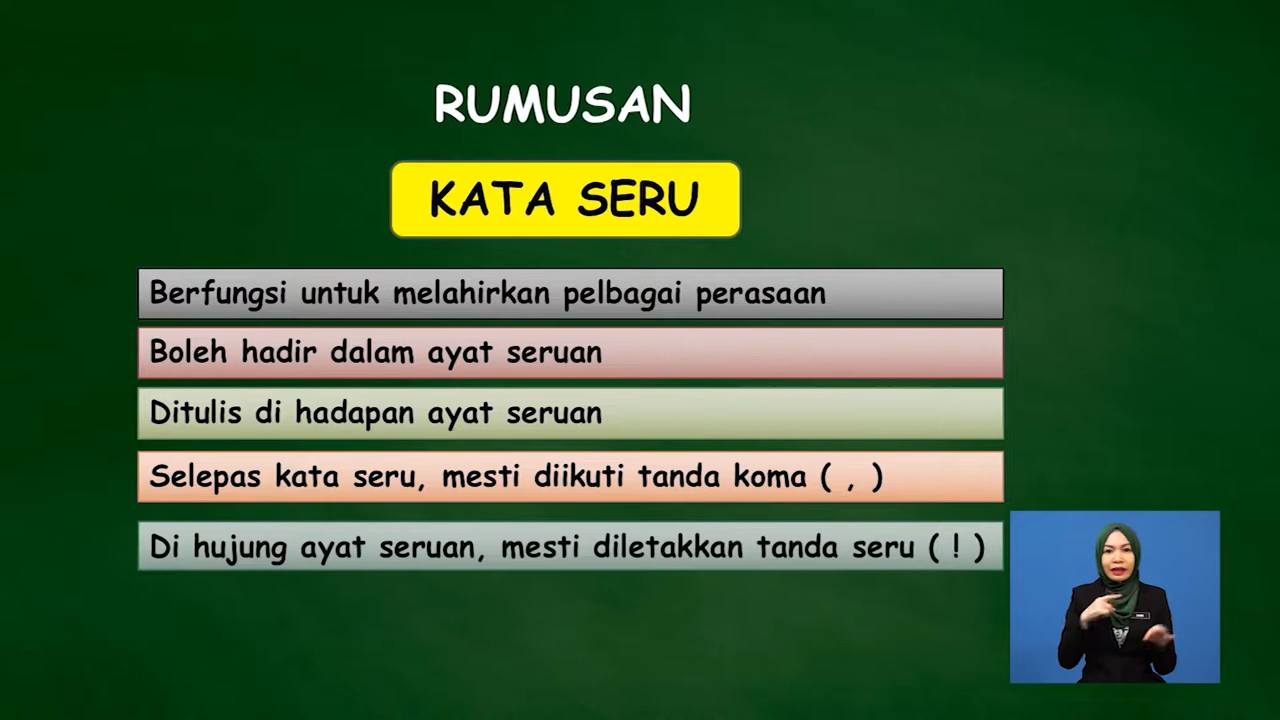 RUMUSAN
KATA SERU
Berfungsi untuk melahirkan pelbagai perasaan
Boleh hadir dalam ayat seruan
Ditulis di hadapan ayat seruan
Selepas kata seru, mesti diikuti tanda koma ( , )
Di hujung ayat seruan, mesti diletakkan tanda seru ( ! )